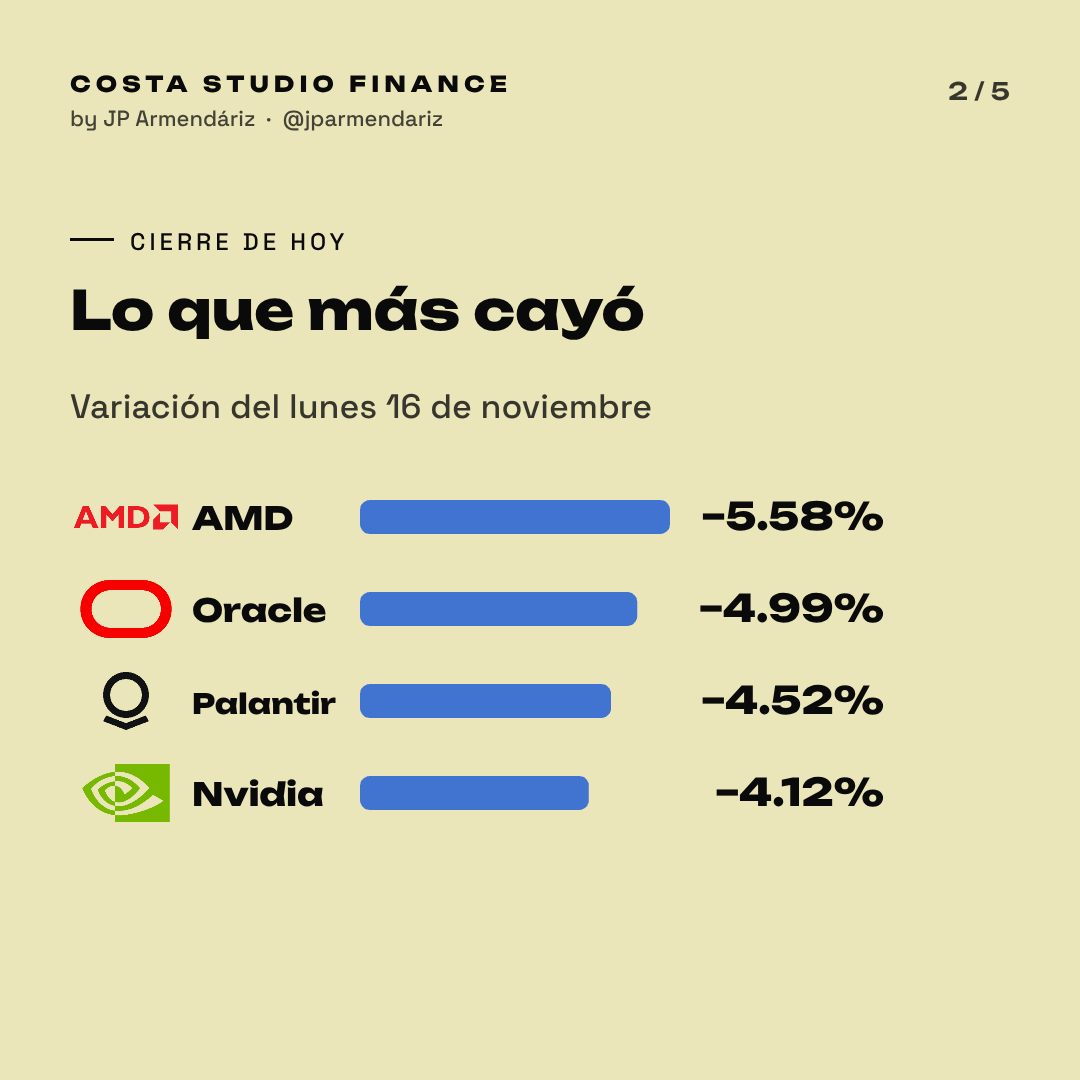 COSTA STUDIO FINANCE
by JP Armendáriz · @jparmendariz
2/5
CIERRE DE HOY
Lo que más cayó
Variación del lunes 16 de noviembre
AMD AMD −5.58%
Oracle −4.99%
Palantir −4.52%
Nvidia −4.12%